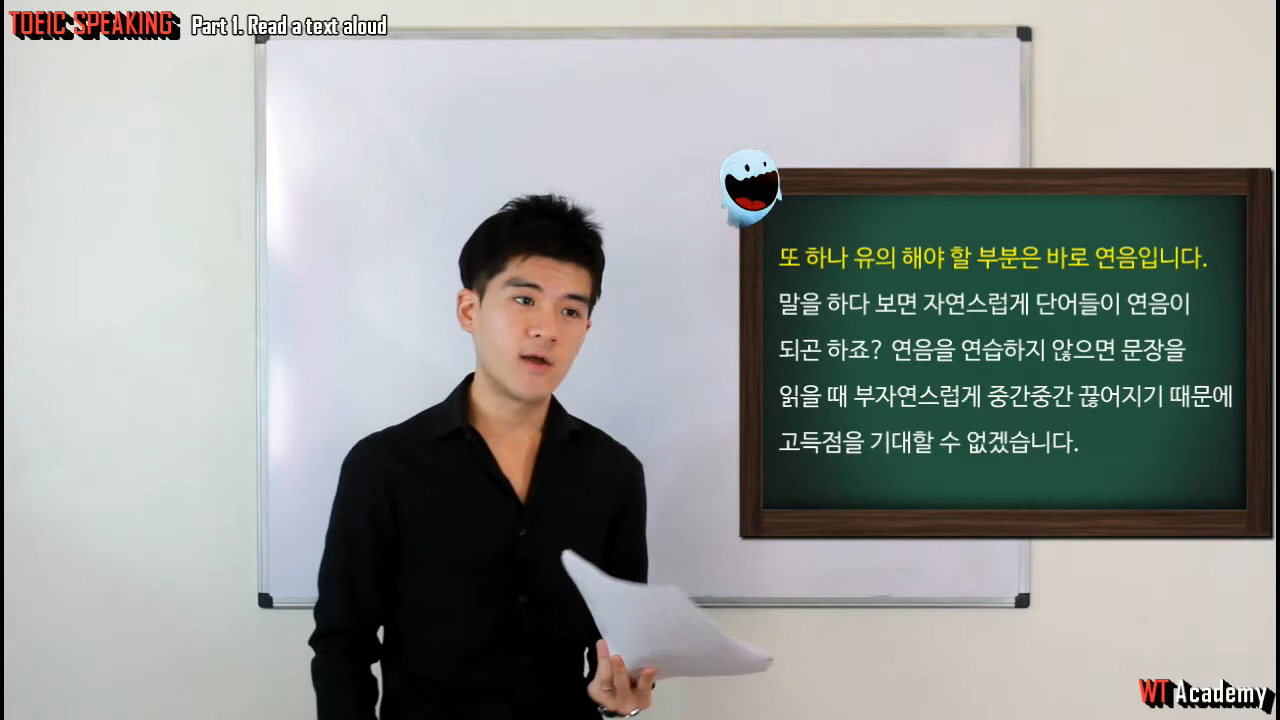 TOEIC SPEAKING Part 1. Read a text aloud
또 하나 유의 해야 할 부분은 바로 연음입니다.
말을 하다 보면 자연스럽게 단어들이 연음이
되곤 하죠? 연음을 연습하지 않으면 문장을
읽을 때 부자연스럽게 중간중간 끊어지기 때문에
고득점을 기대할 수 없겠습니다.
WT Academy